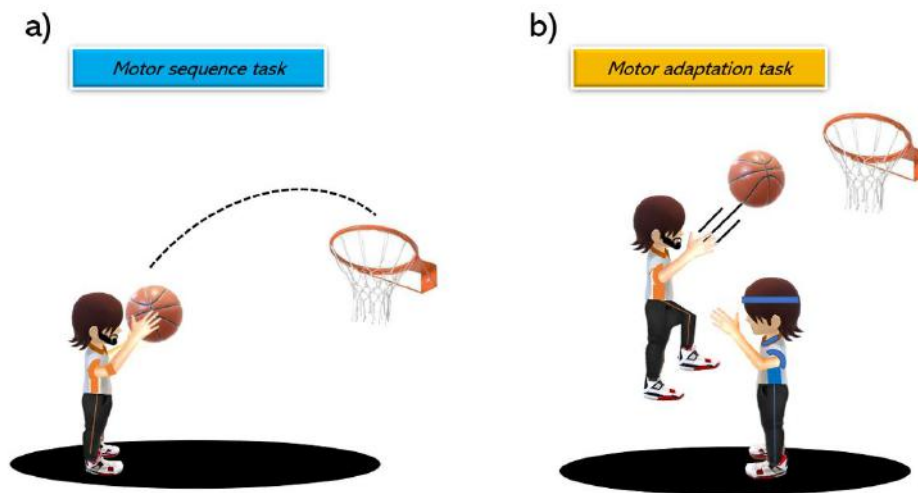 a)
Motor sequence task
b)
Motor adaptation task